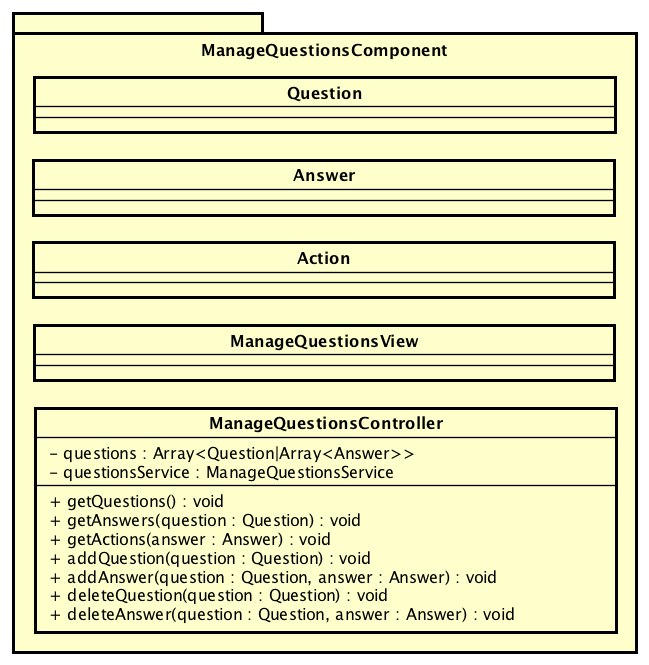 ManageQuestionsComponent
Question
Answer
Action
ManageQuestionsView
ManageQuestionsController
– questions : Array<Question|Array<Answer>>
– questionsService : ManageQuestionsService
+ getQuestions() : void
+ getAnswers(question : Question) : void
+ getActions(answer : Answer) : void
+ addQuestion(question : Question) : void
+ addAnswer(question : Question, answer : Answer) : void
+ deleteQuestion(question : Question) : void
+ deleteAnswer(question : Question, answer : Answer) : void